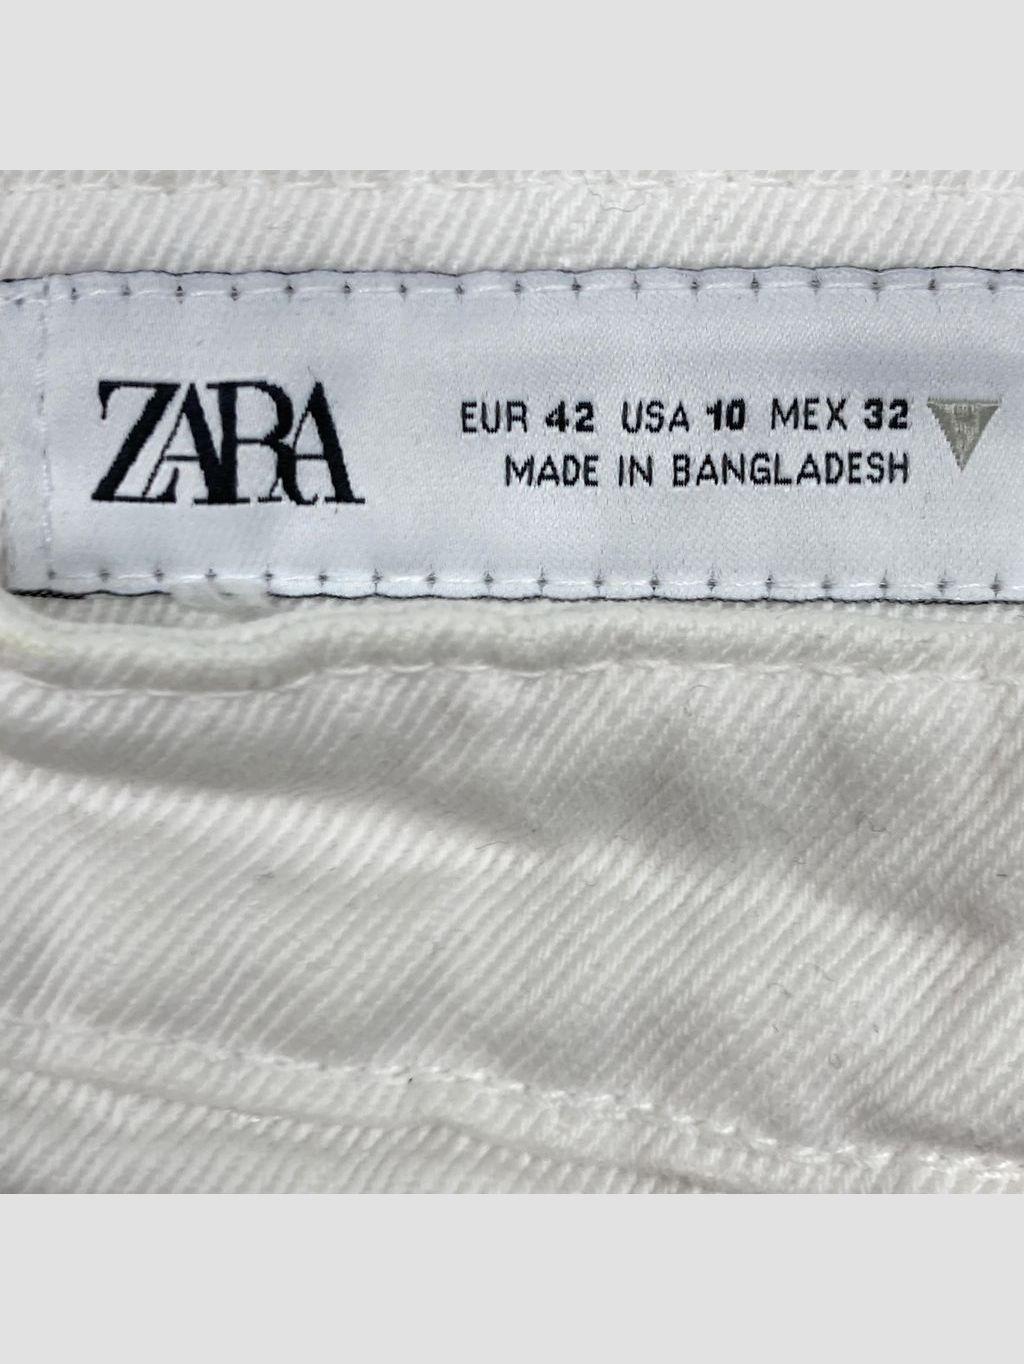 ZARA
EUR 42 USA 10 MEX 32
MADE IN BANGLADESH